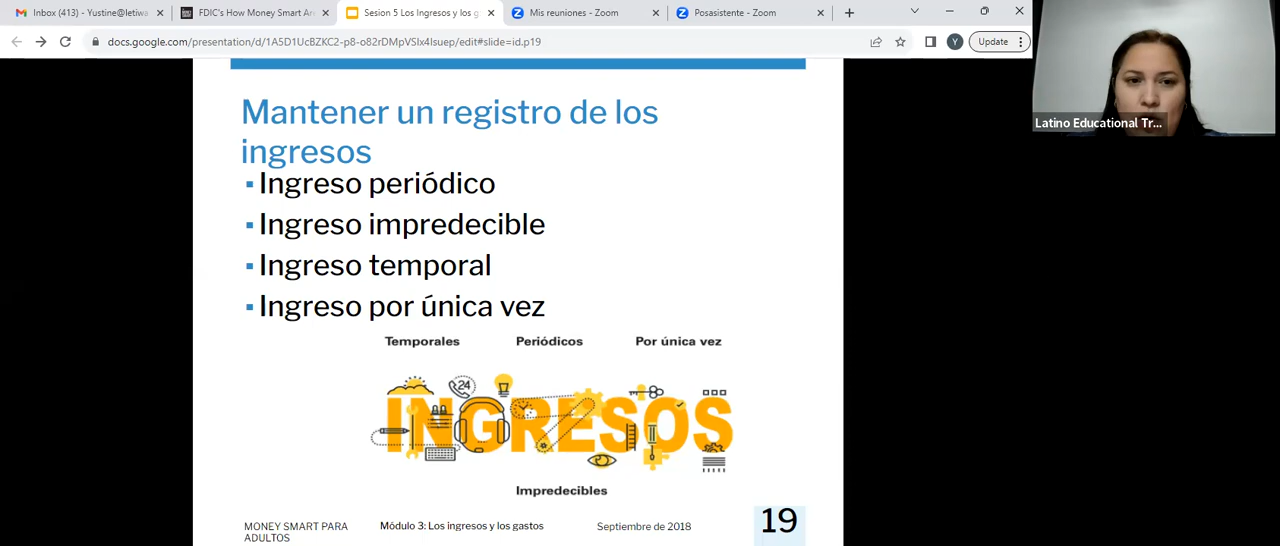 Inbox (413) - Yustine@letiwa
FDIC's How Money Smart Are
Sesion 5 Los Ingresos y los g
Mis reuniones - Zoom
Posasistente - Zoom
docs.google.com/presentation/d/1A5D1UcBZKC2-p8-o82rDMpVSIx4Isuep/edit#slide=id.p19
Y
Update
Latino Educational Tr...
Mantener un registro de los
ingresos
Ingreso periódico
Ingreso impredecible
Ingreso temporal
Ingreso por única vez
Temporales Periódicos Por única vez
24
INGRESOS
Impredecibles
MONEY SMART PARA
ADULTOS
Módulo 3: Los ingresos y los gastos
Septiembre de 2018
19